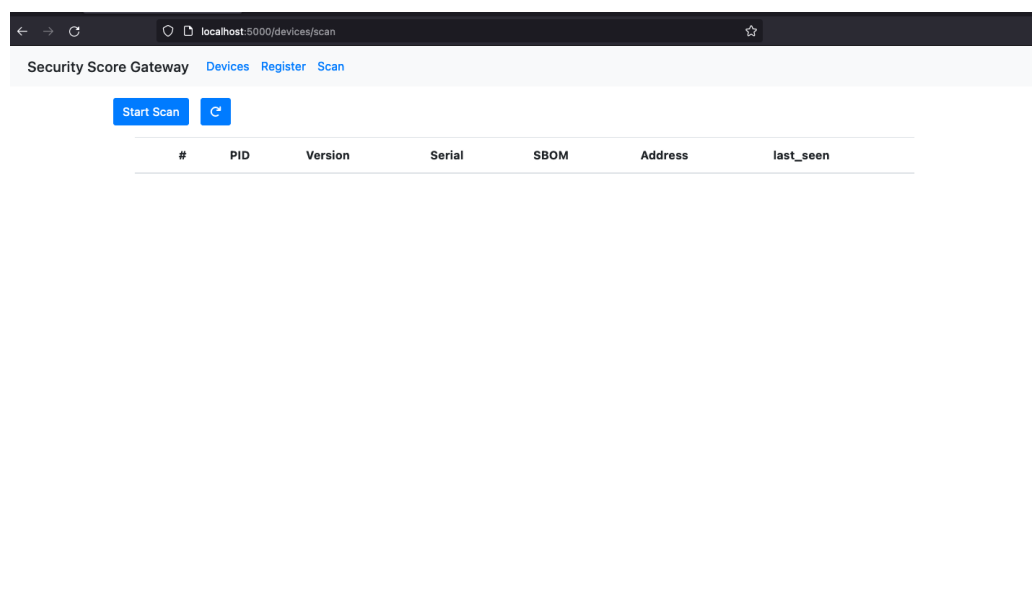 localhost:5000/devices/scan
Security Score Gateway Devices Register Scan
Start Scan
# PID Version Serial SBOM Address last_seen